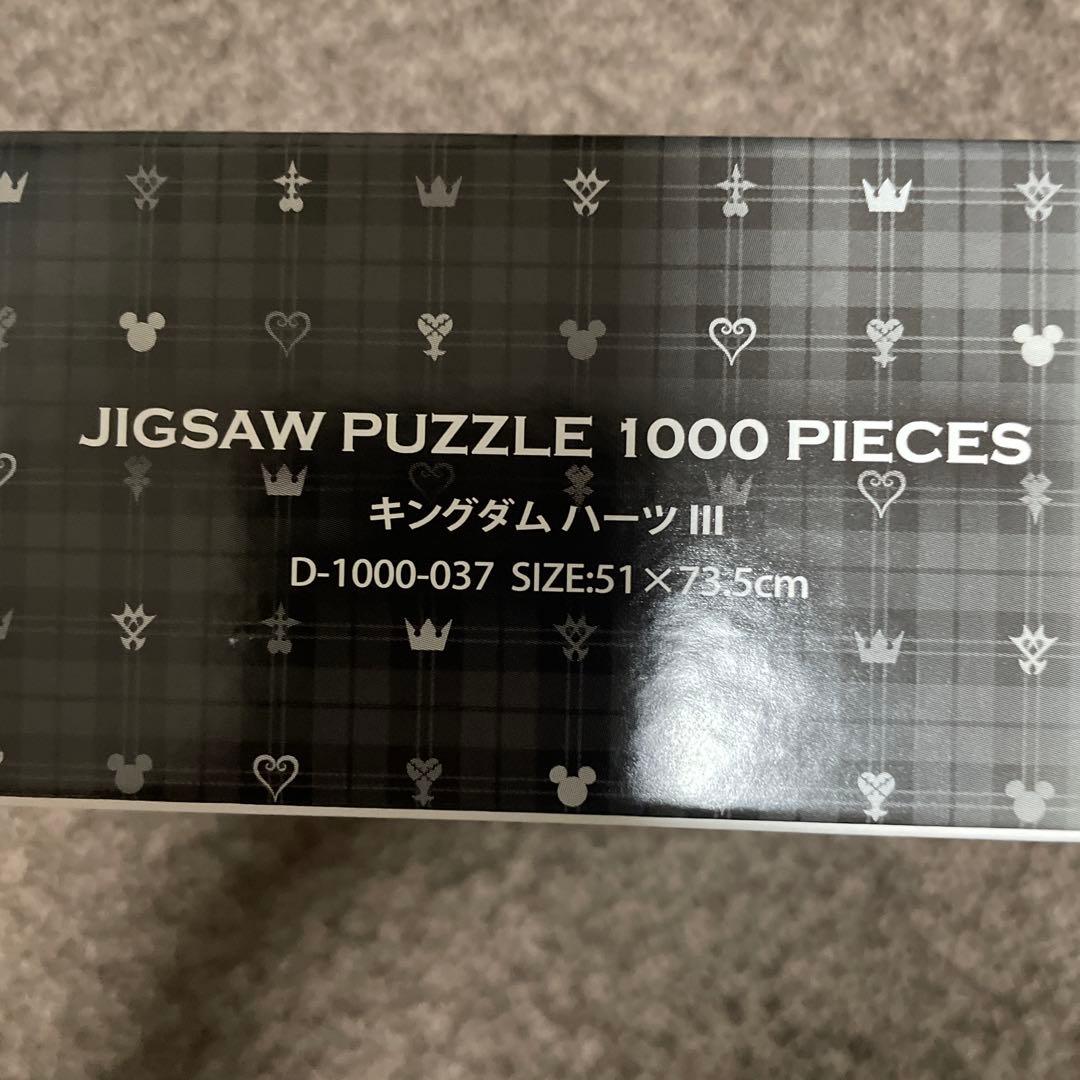 JIGSAW PUZZLE 1000 PIECES
キングダム ハーツ III
D-1000-037 SIZE:51×73.5cm